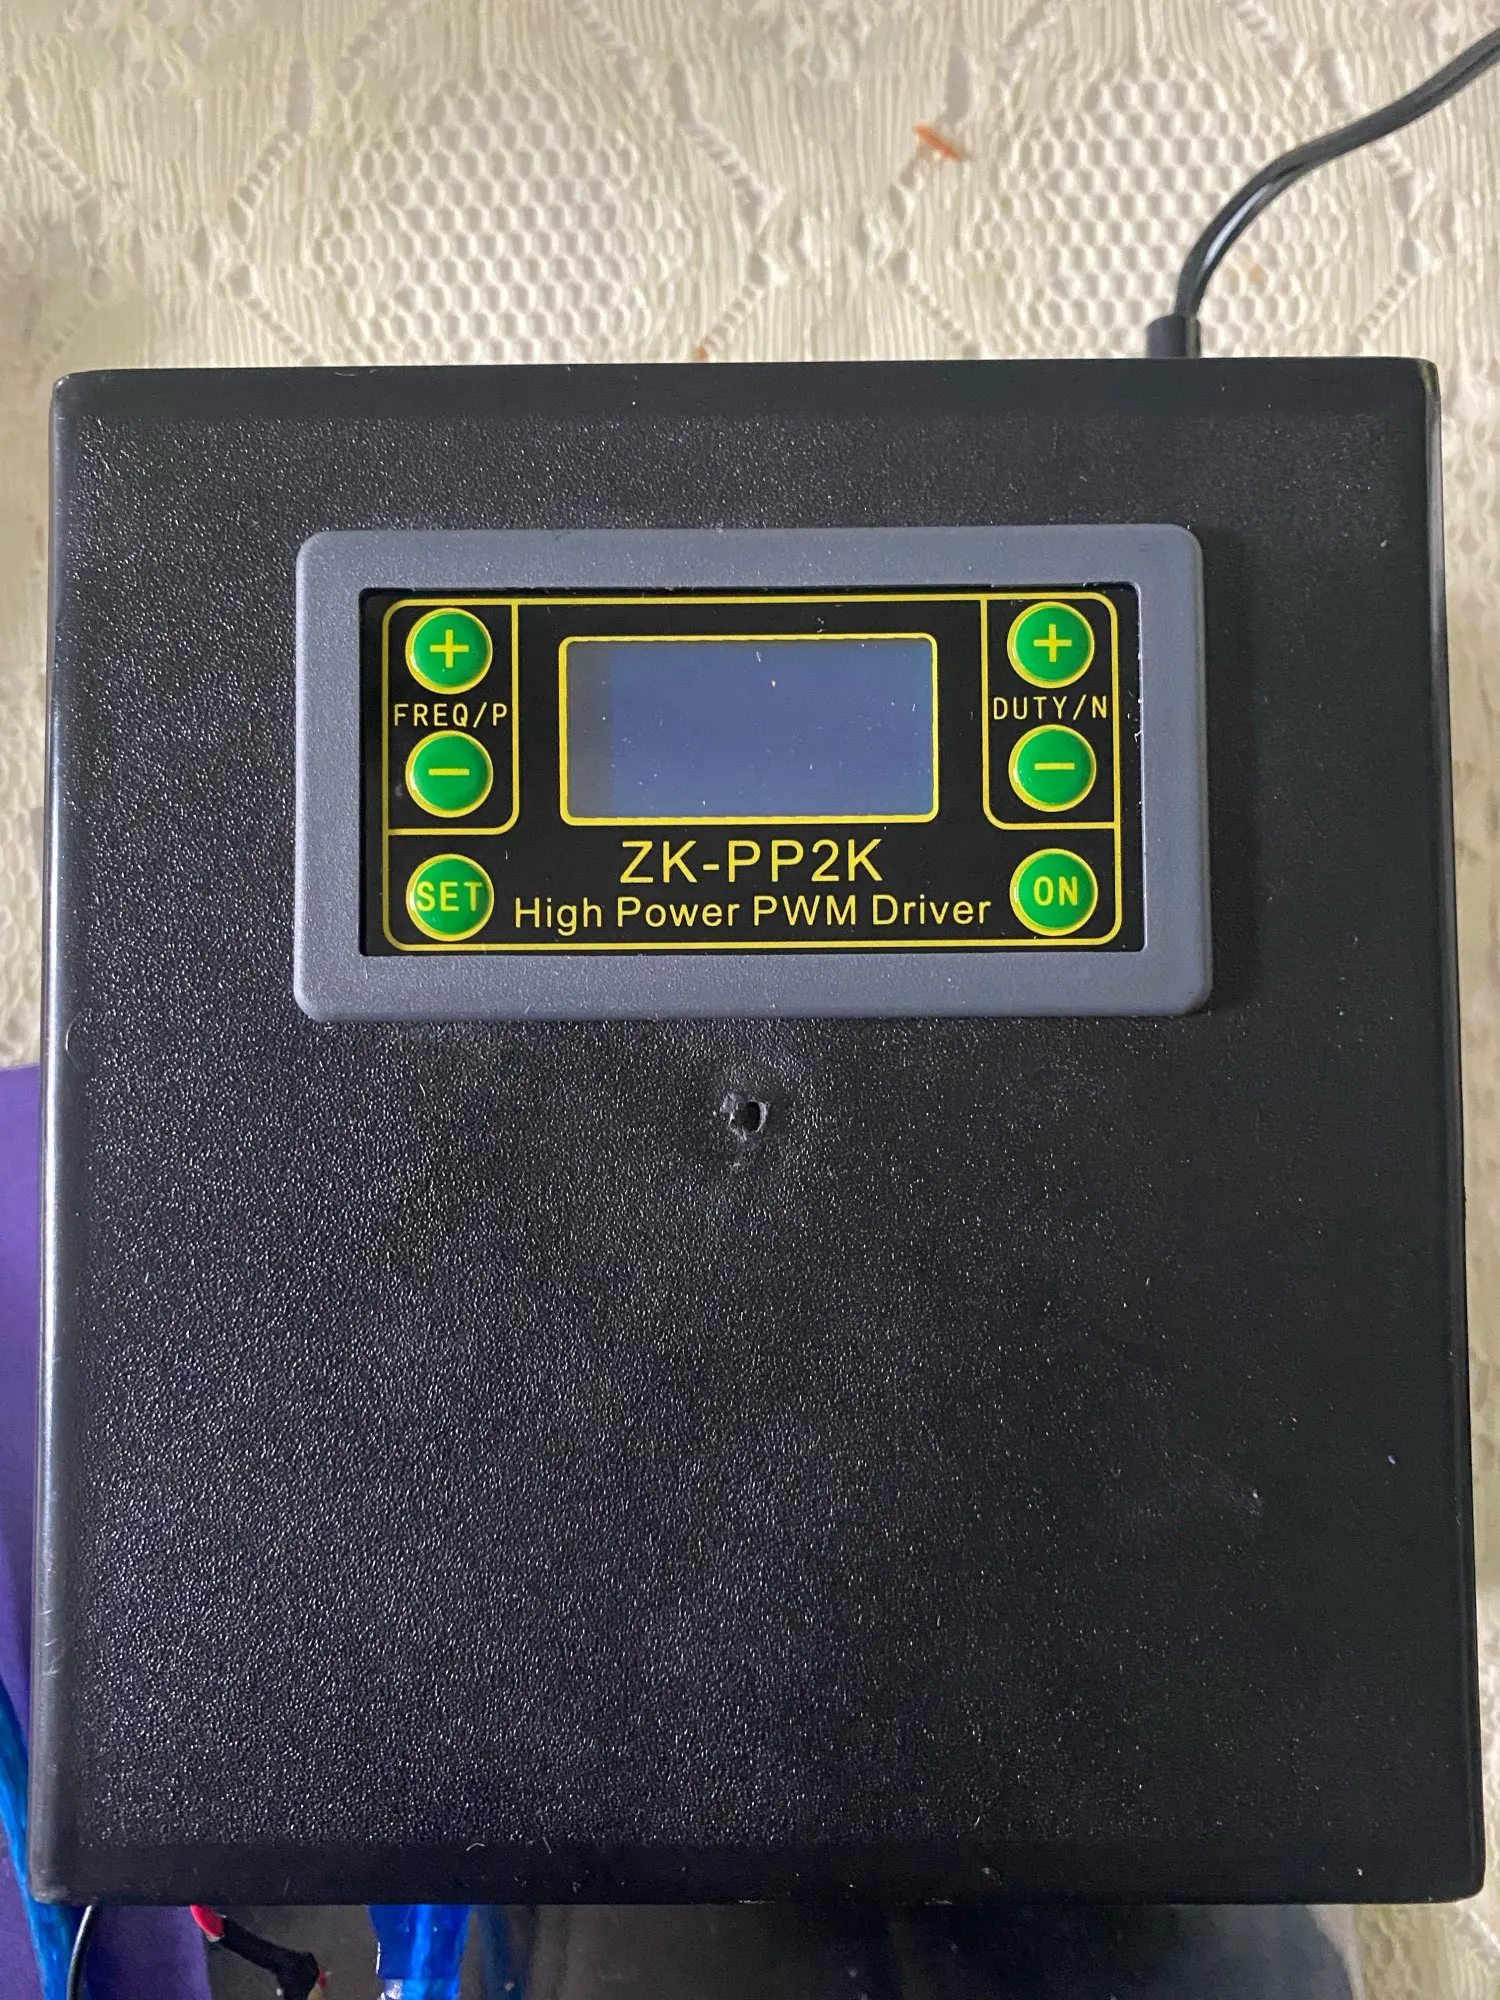 +
FREQ/P
−
SET
+
DUTY/N
−
ON
ZK-PP2K
High Power PWM Driver